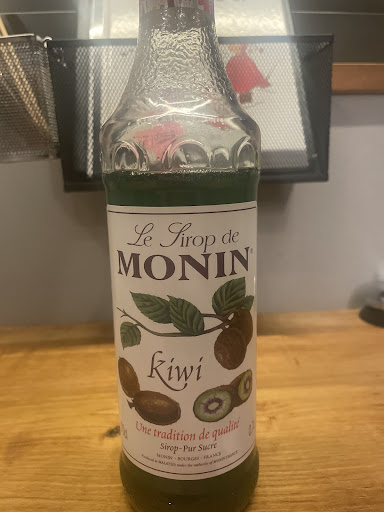 Le Sirop de
MONIN®
kiwi
Une tradition de qualité
Sirop-Pur Sucre
MONIN - BOURGES - FRANCE